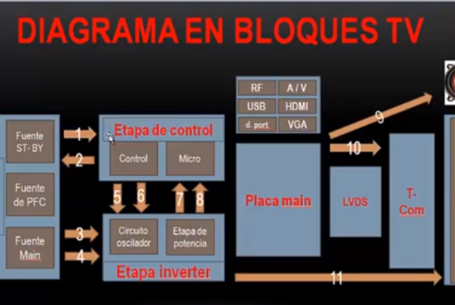 DIAGRAMA EN BLOQUES TV
RF A/V
USB HDMI
d. port. VGA
9
Fuente
ST- BY
1
2
Etapa de control
Control Micro
10
Fuente
de PFC
5 6 7 8
Placa main
LVDS
T-
Com
Fuente
Main
3
4
Circuito
oscilador
Etapa de
potencia
Etapa inverter
11